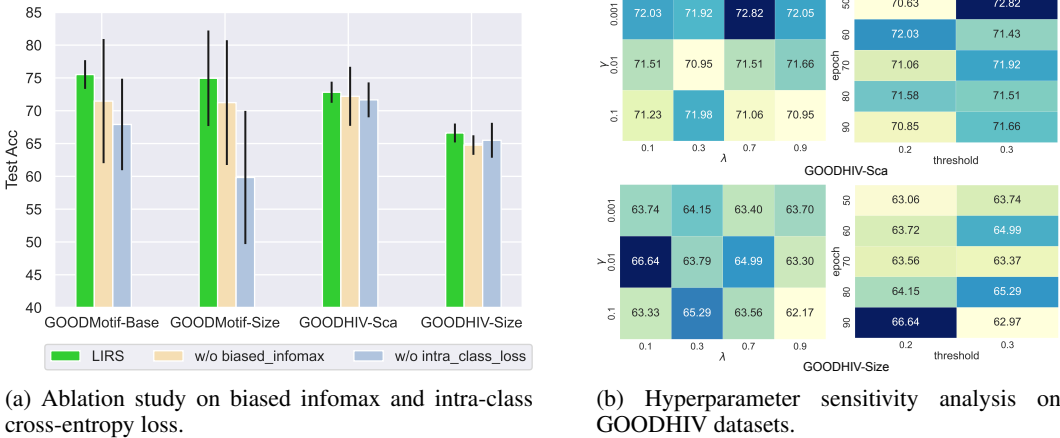 85
80
75
70
65
60
55
50
45
40
Test Acc
GOODMotif-Base GOODMotif-Size GOODHIV-Sca GOODHIV-Size
LIRS w/o biased_infomax w/o intra_class_loss
(a) Ablation study on biased infomax and intra-class
cross-entropy loss.
0.001 72.03 71.92 72.82 72.05
γ 0.01 71.51 70.95 71.51 71.66
0.1 71.23 71.98 71.06 70.95
0.1 0.3 0.7 0.9
λ
50 70.63 72.82
60 72.03 71.43
epoch 70 71.06 71.92
80 71.58 71.51
90 70.85 71.66
0.2 0.3
threshold
GOODHIV-Sca
0.001 63.74 64.15 63.40 63.70
γ 0.01 66.64 63.79 64.99 63.30
0.1 63.33 65.29 63.56 62.17
0.1 0.3 0.7 0.9
λ
50 63.06 63.74
60 63.72 64.99
epoch 70 63.56 63.37
80 64.15 65.29
90 66.64 62.97
0.2 0.3
threshold
GOODHIV-Size
(b) Hyperparameter sensitivity analysis on
GOODHIV datasets.